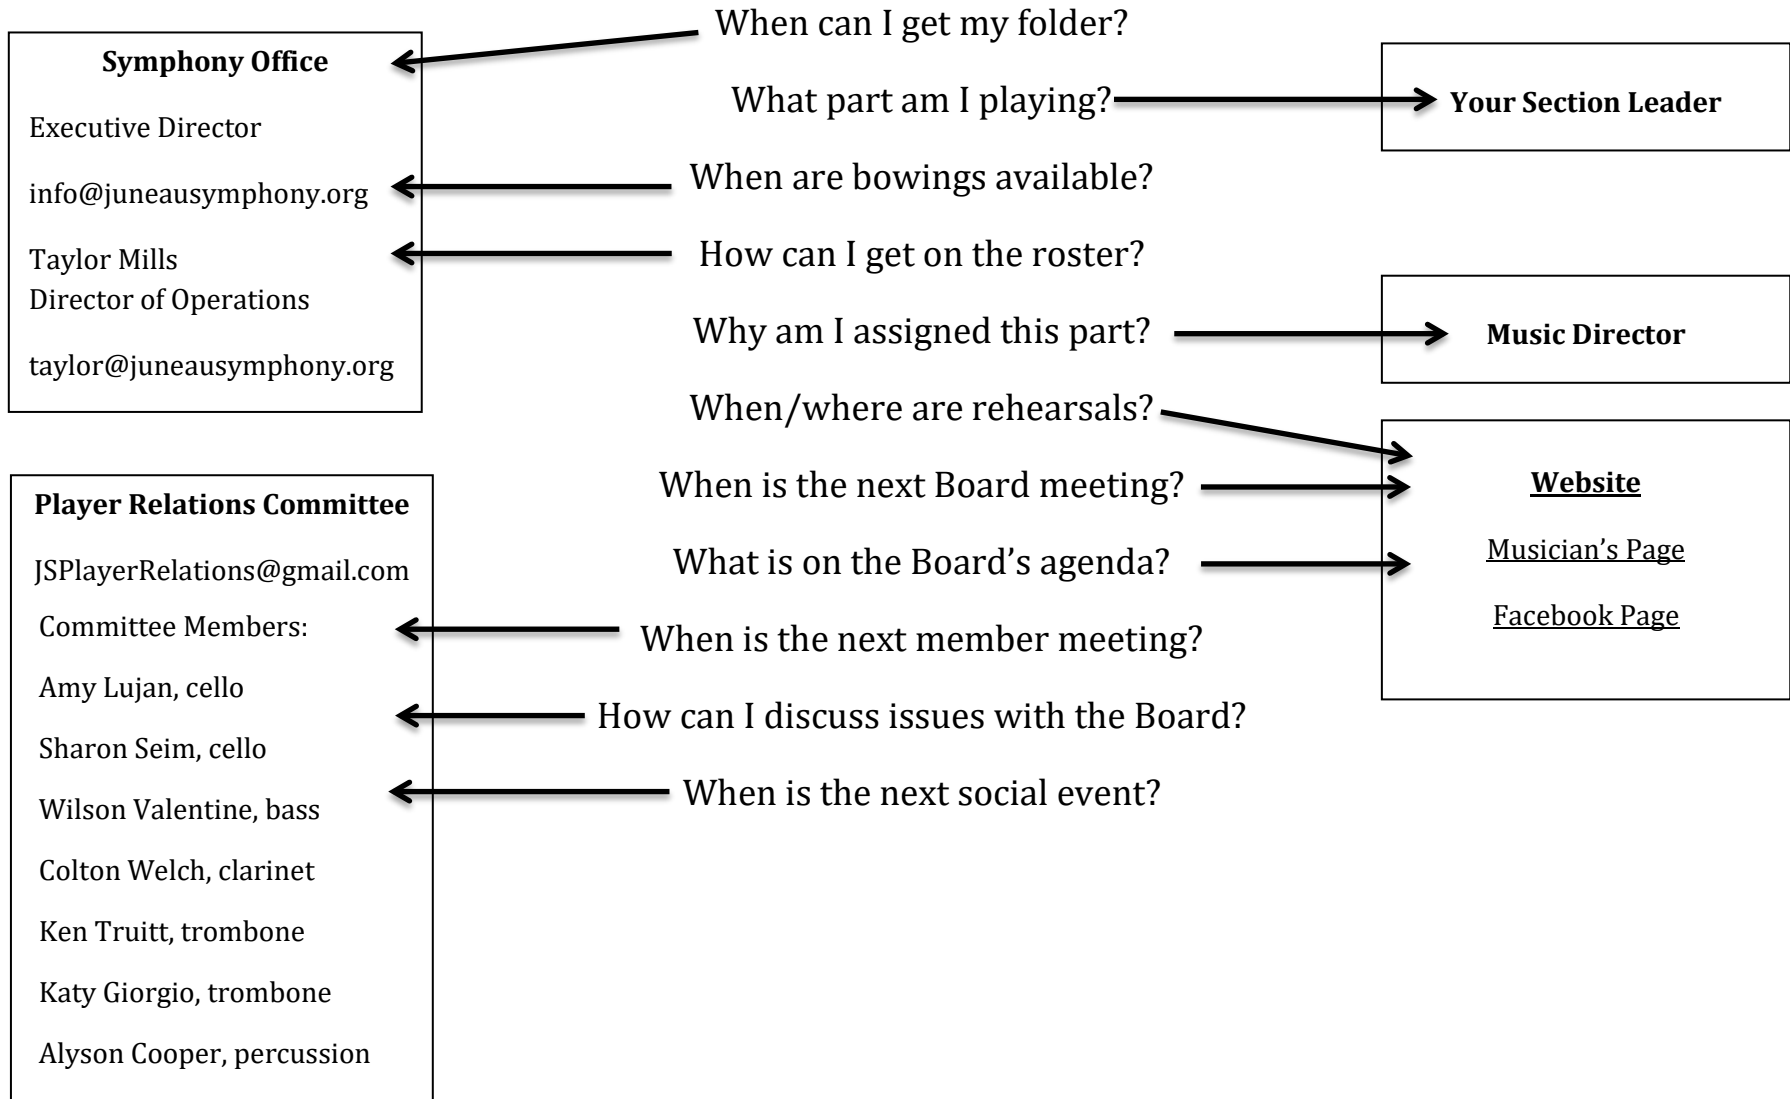 Symphony Office
Executive Director
info@juneausymphony.org
Taylor Mills
Director of Operations
taylor@juneausymphony.org
Player Relations Committee
JSPlayerRelations@gmail.com
Committee Members:
Amy Lujan, cello
Sharon Seim, cello
Wilson Valentine, bass
Colton Welch, clarinet
Ken Truitt, trombone
Katy Giorgio, trombone
Alyson Cooper, percussion
When can I get my folder?
What part am I playing?
When are bowings available?
How can I get on the roster?
Why am I assigned this part?
When/where are rehearsals?
When is the next Board meeting?
What is on the Board’s agenda?
When is the next member meeting?
How can I discuss issues with the Board?
When is the next social event?
Your Section Leader
Music Director
Website
Musician’s Page
Facebook Page